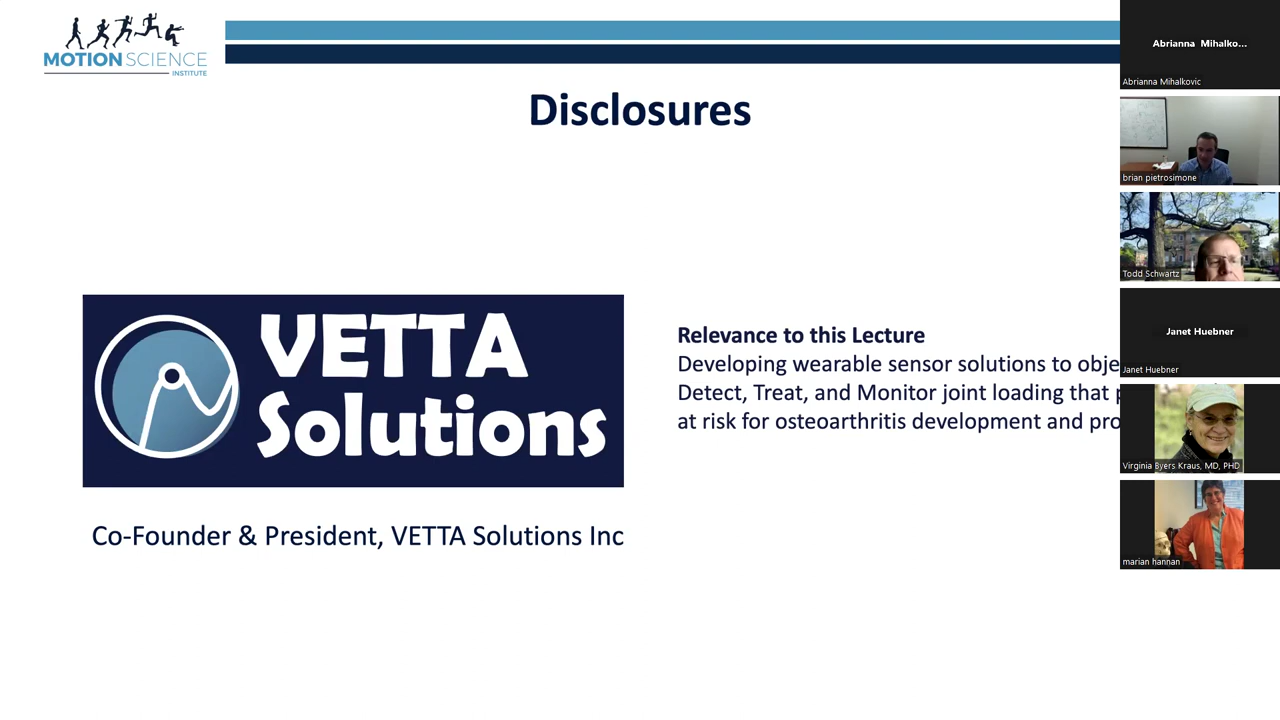 MOTION SCIENCE
INSTITUTE
Disclosures
VETTA
Solutions
Co-Founder & President, VETTA Solutions Inc
Relevance to this Lecture
Developing wearable sensor solutions to obje
Detect, Treat, and Monitor joint loading that
at risk for osteoarthritis development and pro
Abrianna Mihalko...
Abrianna Mihalkovic
brian pietrosimone
Todd Schwartz
Janet Huebner
Janet Huebner
Virginia Byers Kraus, MD, PHD
marian hannan